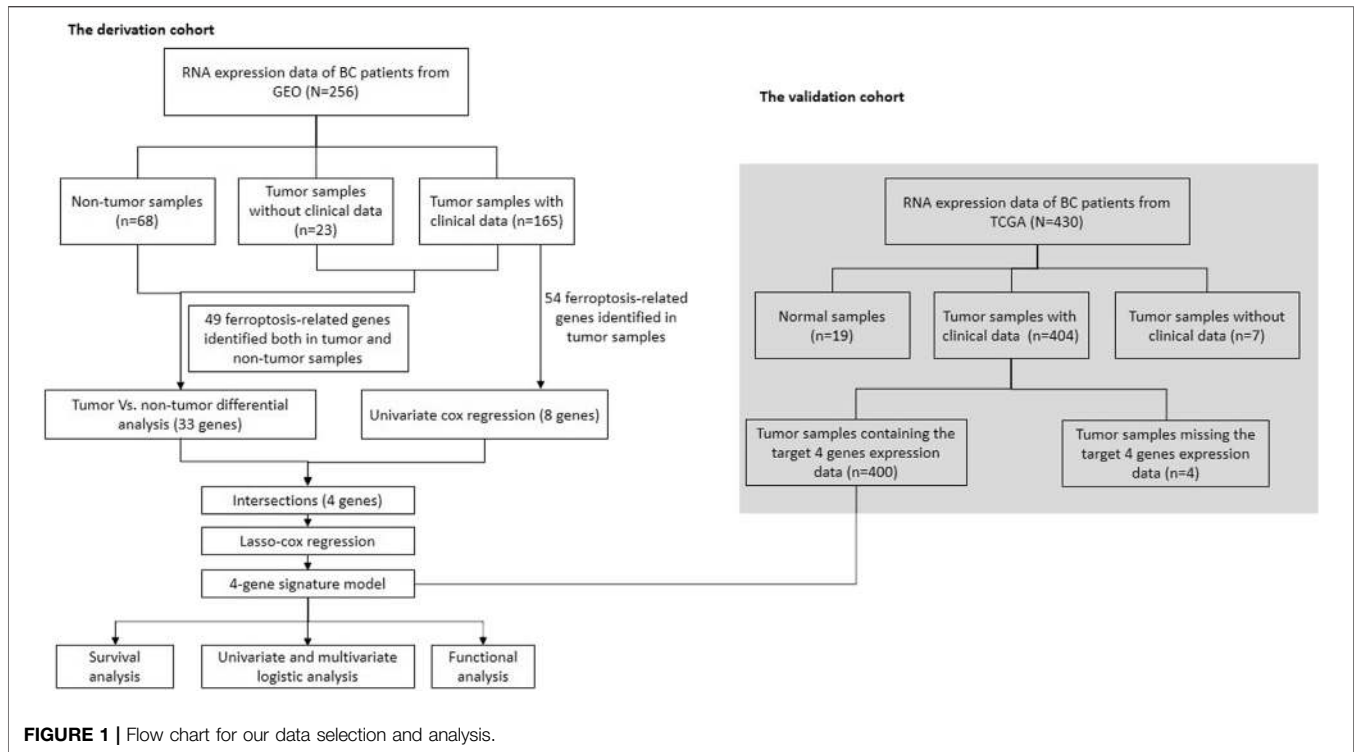 The derivation cohort
RNA expression data of BC patients from
GEO (N=256)
Non-tumor samples
(n=68)
Tumor samples
without clinical data
(n=23)
Tumor samples with
clinical data (n=165)
49 ferroptosis-related genes
identified both in tumor and
non-tumor samples
54 ferroptosis-related
genes identified in
tumor samples
Tumor Vs. non-tumor differential
analysis (33 genes)
Univariate cox regression (8 genes)
Intersections (4 genes)
Lasso-cox regression
4-gene signature model
Survival
analysis
Univariate and multivariate
logistic analysis
Functional
analysis
The validation cohort
RNA expression data of BC patients from
TCGA (N=430)
Normal samples
(n=19)
Tumor samples with
clinical data (n=404)
Tumor samples without
clinical data (n=7)
Tumor samples containing the
target 4 genes expression
data (n=400)
Tumor samples missing the
target 4 genes expression
data (n=4)
FIGURE 1 | Flow chart for our data selection and analysis.